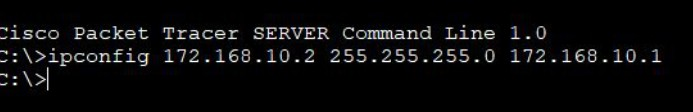 Cisco Packet Tracer SERVER Command Line 1.0
C:\>ipconfig 172.168.10.2 255.255.255.0 172.168.10.1
C:\>